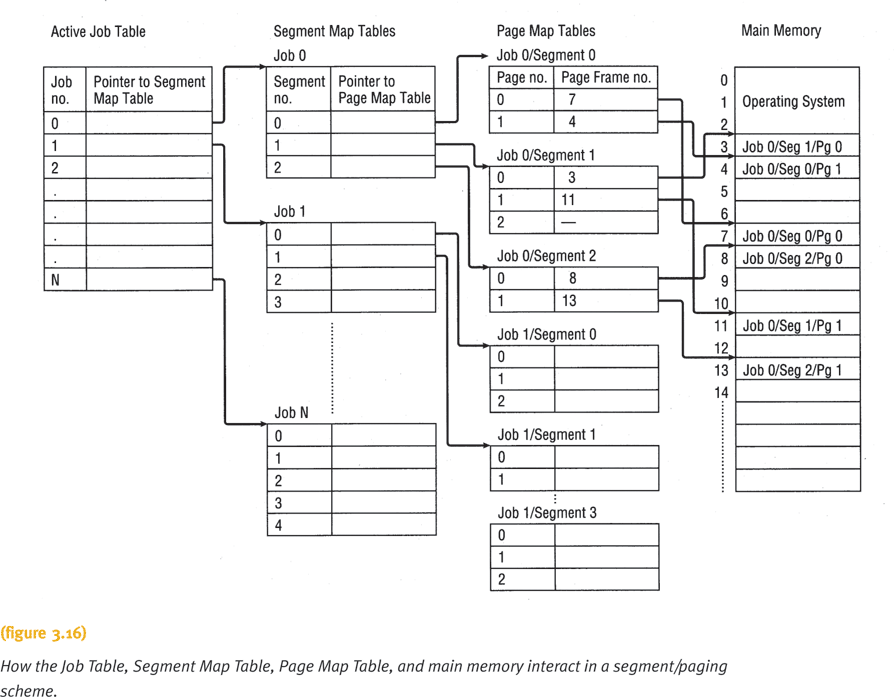 Active Job Table
Job no. Pointer to Segment Map Table
0
1
2
.
.
.
.
N
Segment Map Tables
Job 0
Segment no. Pointer to Page Map Table
0
1
2
Job 1
0
1
2
3
Job N
0
1
2
3
4
Page Map Tables
Job 0/Segment 0
Page no. Page Frame no.
0 7
1 4
Job 0/Segment 1
0 3
1 11
2 —
Job 0/Segment 2
0 8
1 13
Job 1/Segment 0
0
1
2
Job 1/Segment 1
0
1
Job 1/Segment 3
0
1
2
Main Memory
0
1 Operating System
2
3 Job 0/Seg 1/Pg 0
4 Job 0/Seg 0/Pg 1
5
6
7 Job 0/Seg 0/Pg 0
8 Job 0/Seg 2/Pg 0
9
10
11 Job 0/Seg 1/Pg 1
12
13 Job 0/Seg 2/Pg 1
14
(figure 3.16)
How the Job Table, Segment Map Table, Page Map Table, and main memory interact in a segment/paging
scheme.